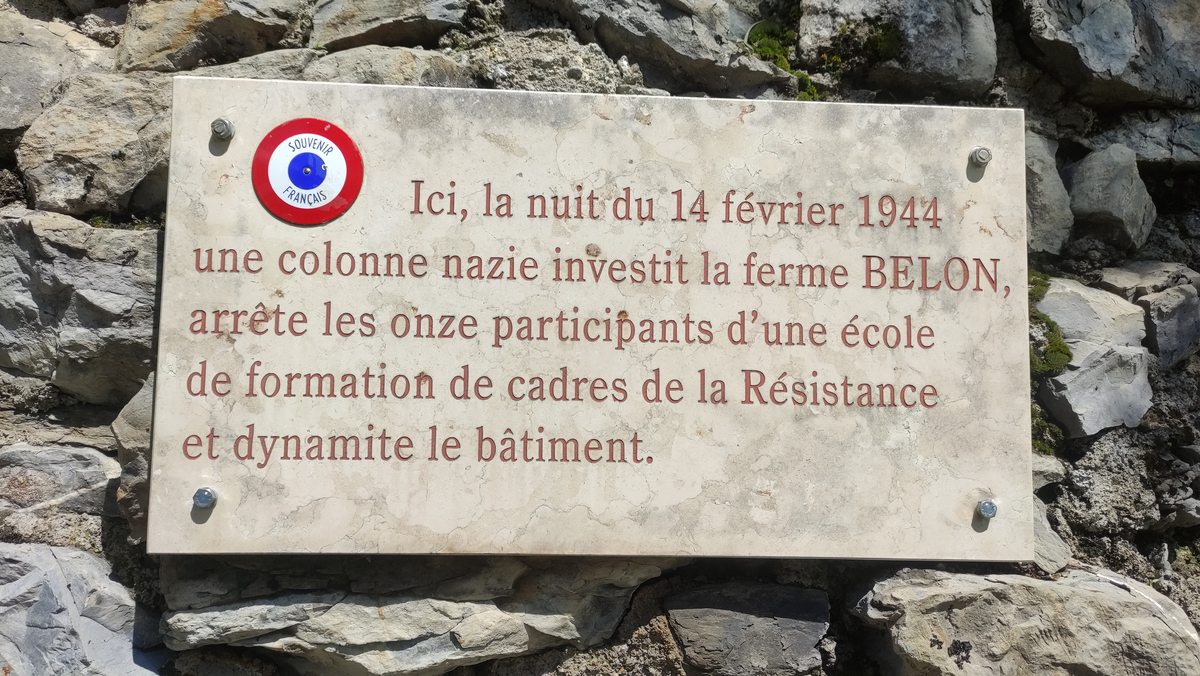 SOUVENIR
FRANÇAIS
Ici, la nuit du 14 février 1944
une colonne nazie investit la ferme BELON,
arrête les onze participants d'une école
de formation de cadres de la Résistance
et dynamite le bâtiment.